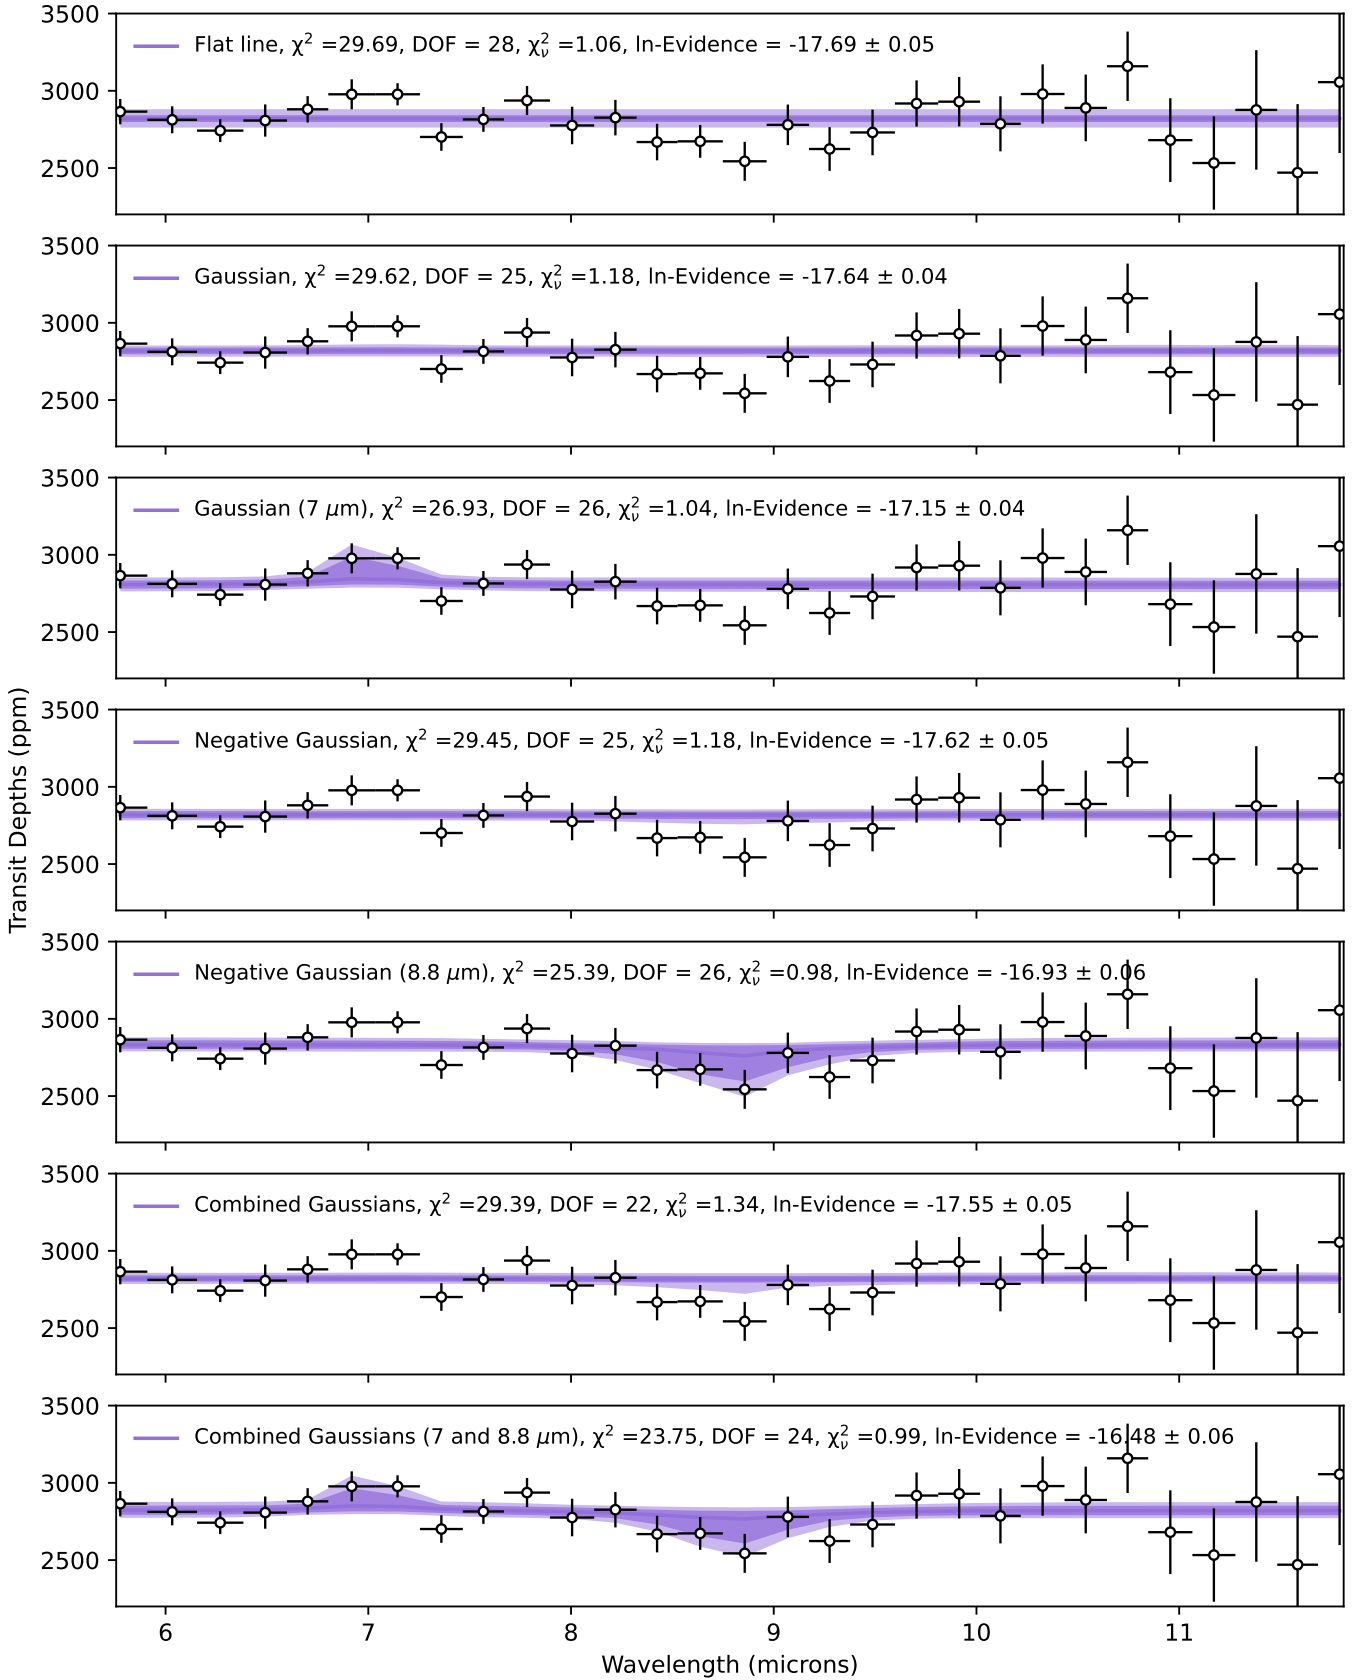 3500
Flat line, χ² =29.69, DOF = 28, χ²ᵥ =1.06, ln-Evidence = -17.69 ± 0.05
3000
2500
3500
Gaussian, χ² =29.62, DOF = 25, χ²ᵥ =1.18, ln-Evidence = -17.64 ± 0.04
3000
2500
3500
Gaussian (7 μm), χ² =26.93, DOF = 26, χ²ᵥ =1.04, ln-Evidence = -17.15 ± 0.04
3000
2500
Transit Depths (ppm)
3500
Negative Gaussian, χ² =29.45, DOF = 25, χ²ᵥ =1.18, ln-Evidence = -17.62 ± 0.05
3000
2500
3500
Negative Gaussian (8.8 μm), χ² =25.39, DOF = 26, χ²ᵥ =0.98, ln-Evidence = -16.93 ± 0.06
3000
2500
3500
Combined Gaussians, χ² =29.39, DOF = 22, χ²ᵥ =1.34, ln-Evidence = -17.55 ± 0.05
3000
2500
3500
Combined Gaussians (7 and 8.8 μm), χ² =23.75, DOF = 24, χ²ᵥ =0.99, ln-Evidence = -16.48 ± 0.06
3000
2500
6 7 8 9 10 11
Wavelength (microns)